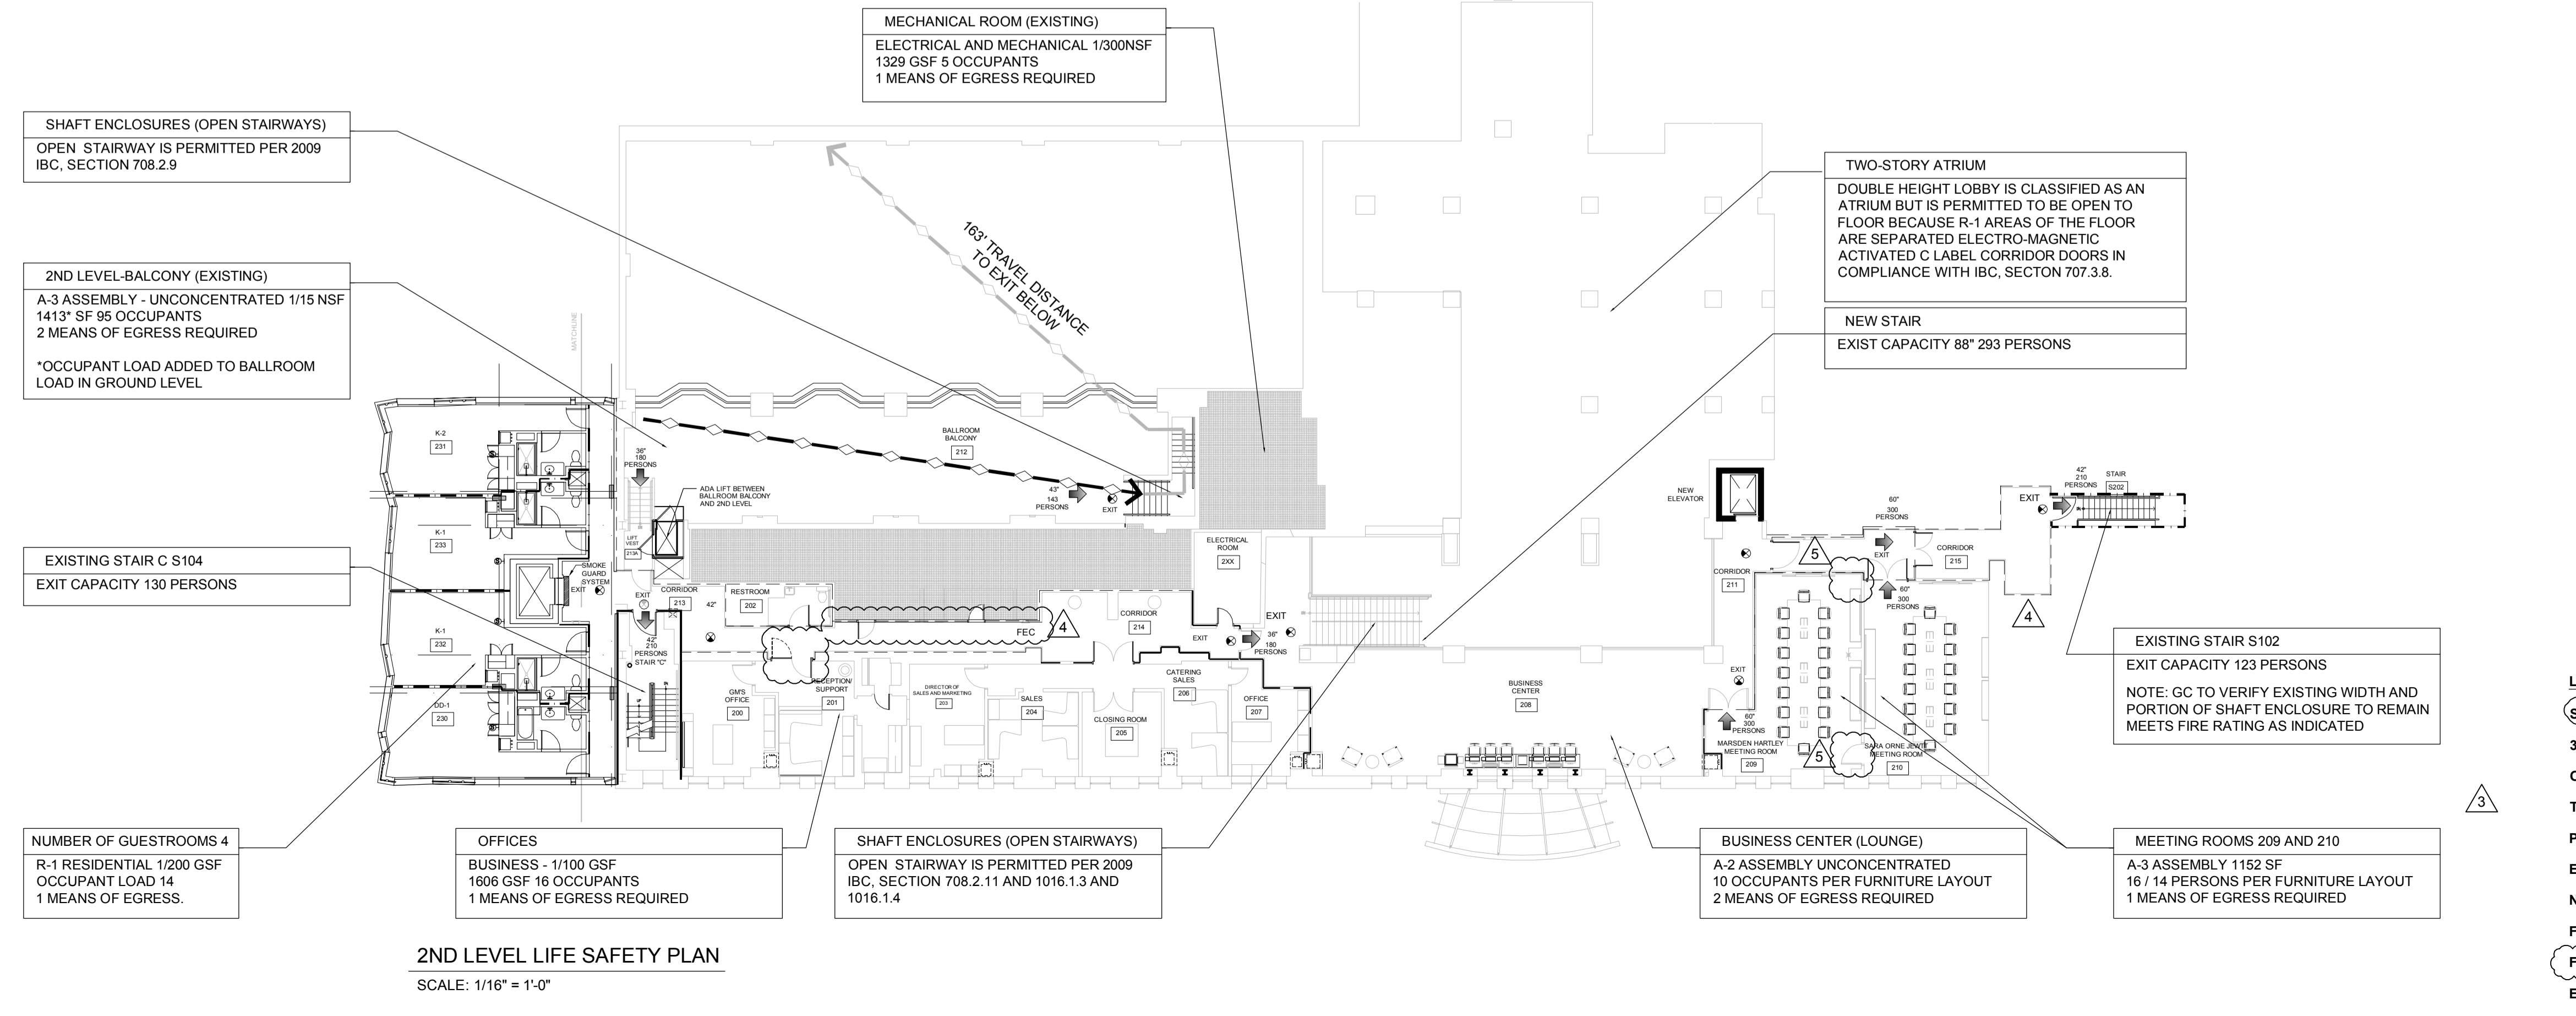 MECHANICAL ROOM (EXISTING)
ELECTRICAL AND MECHANICAL 1/300NSF
1329 GSF 5 OCCUPANTS
1 MEANS OF EGRESS REQUIRED
SHAFT ENCLOSURES (OPEN STAIRWAYS)
OPEN STAIRWAY IS PERMITTED PER 2009
IBC, SECTION 708.2.9
TWO-STORY ATRIUM
DOUBLE HEIGHT LOBBY IS CLASSIFIED AS AN
ATRIUM BUT IS PERMITTED TO BE OPEN TO
FLOOR BECAUSE R-1 AREAS OF THE FLOOR
ARE SEPARATED ELECTRO-MAGNETIC
ACTIVATED C LABEL CORRIDOR DOORS IN
COMPLIANCE WITH IBC, SECTON 707.3.8.
2ND LEVEL-BALCONY (EXISTING)
A-3 ASSEMBLY - UNCONCENTRATED 1/15 NSF
1413* SF 95 OCCUPANTS
2 MEANS OF EGRESS REQUIRED
*OCCUPANT LOAD ADDED TO BALLROOM
LOAD IN GROUND LEVEL
NEW STAIR
EXIST CAPACITY 88" 293 PERSONS
163' TRAVEL DISTANCE
TO EXIT BELOW
MATCHLINE
K-2
231
K-1
233
K-1
232
DD-1
230
36"
180
PERSONS
BALLROOM
BALCONY
212
ADA LIFT BETWEEN
BALLROOM BALCONY
AND 2ND LEVEL
43"
143
PERSONS
EXIT
LIFT
VEST
213A
SMOKE
GUARD
SYSTEM
EXIT
EXIT
CORRIDOR
213
42"
42"
210
PERSONS
STAIR "C"
RESTROOM
202
FEC
4
CORRIDOR
214
ELECTRICAL
ROOM
2XX
EXIT
EXIT
36"
180
PERSONS
GM'S
OFFICE
200
RECEPTION/
SUPPORT
201
DIRECTOR OF
SALES AND MARKETING
203
SALES
204
CLOSING ROOM
205
CATERING
SALES
206
OFFICE
207
BUSINESS
CENTER
208
NEW
ELEVATOR
CORRIDOR
211
5
60"
300
PERSONS
EXIT
CORRIDOR
215
60"
300
PERSONS
EXIT
42"
210
PERSONS
STAIR
S202
4
EXIT
60"
300
PERSONS
MARSDEN HARTLEY
MEETING ROOM
209
5
SARA ORNE JEWTT
MEETING ROOM
210
EXISTING STAIR C S104
EXIT CAPACITY 130 PERSONS
EXISTING STAIR S102
EXIT CAPACITY 123 PERSONS
NOTE: GC TO VERIFY EXISTING WIDTH AND
PORTION OF SHAFT ENCLOSURE TO REMAIN
MEETS FIRE RATING AS INDICATED
3
NUMBER OF GUESTROOMS 4
R-1 RESIDENTIAL 1/200 GSF
OCCUPANT LOAD 14
1 MEANS OF EGRESS.
OFFICES
BUSINESS - 1/100 GSF
1606 GSF 16 OCCUPANTS
1 MEANS OF EGRESS REQUIRED
SHAFT ENCLOSURES (OPEN STAIRWAYS)
OPEN STAIRWAY IS PERMITTED PER 2009
IBC, SECTION 708.2.11 AND 1016.1.3 AND
1016.1.4
BUSINESS CENTER (LOUNGE)
A-2 ASSEMBLY UNCONCENTRATED
10 OCCUPANTS PER FURNITURE LAYOUT
2 MEANS OF EGRESS REQUIRED
MEETING ROOMS 209 AND 210
A-3 ASSEMBLY 1152 SF
16 / 14 PERSONS PER FURNITURE LAYOUT
1 MEANS OF EGRESS REQUIRED
2ND LEVEL LIFE SAFETY PLAN
SCALE: 1/16" = 1'-0"